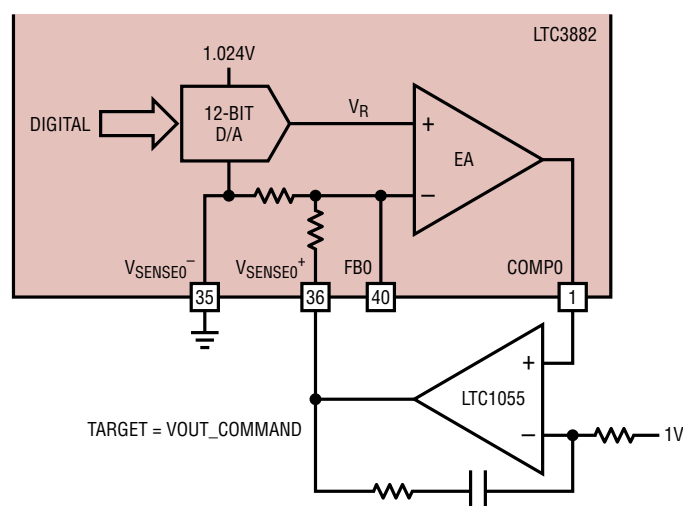 LTC3882
1.024V
DIGITAL
12-BIT
D/A
VR
+
EA
–
VSENSE0–
VSENSE0+
FB0
COMP0
35
36
40
1
+
LTC1055
–
1V
TARGET = VOUT_COMMAND